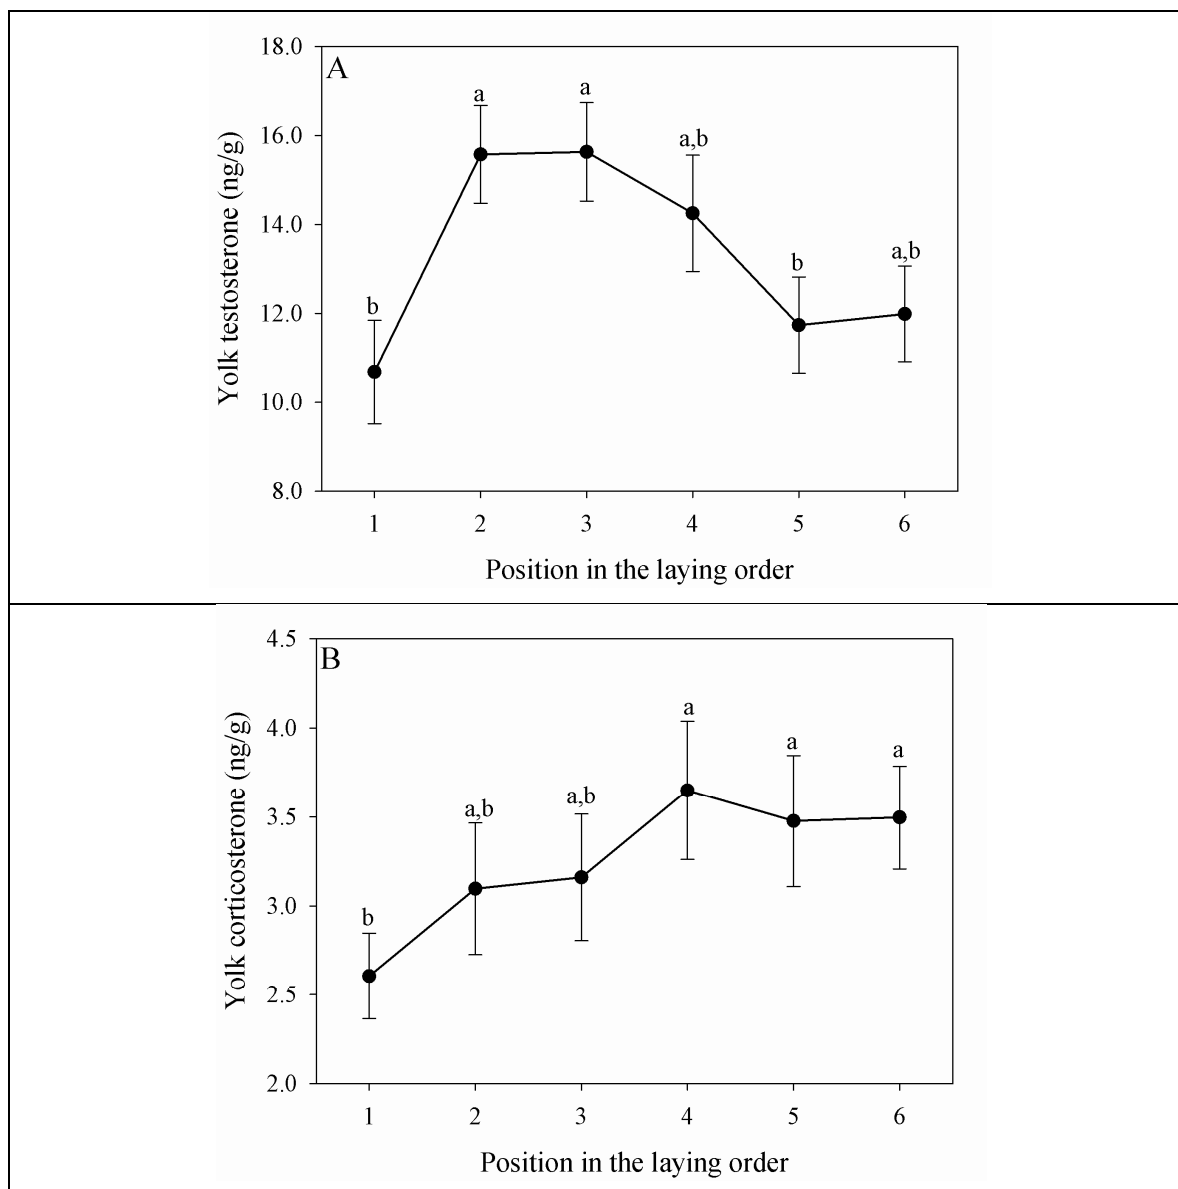 A
Yolk testosterone (ng/g)
18.0
16.0
14.0
12.0
10.0
8.0
b
a
a
a,b
b
a,b
1 2 3 4 5 6
Position in the laying order
B
Yolk corticosterone (ng/g)
4.5
4.0
3.5
3.0
2.5
2.0
b
a,b
a,b
a
a
a
1 2 3 4 5 6
Position in the laying order